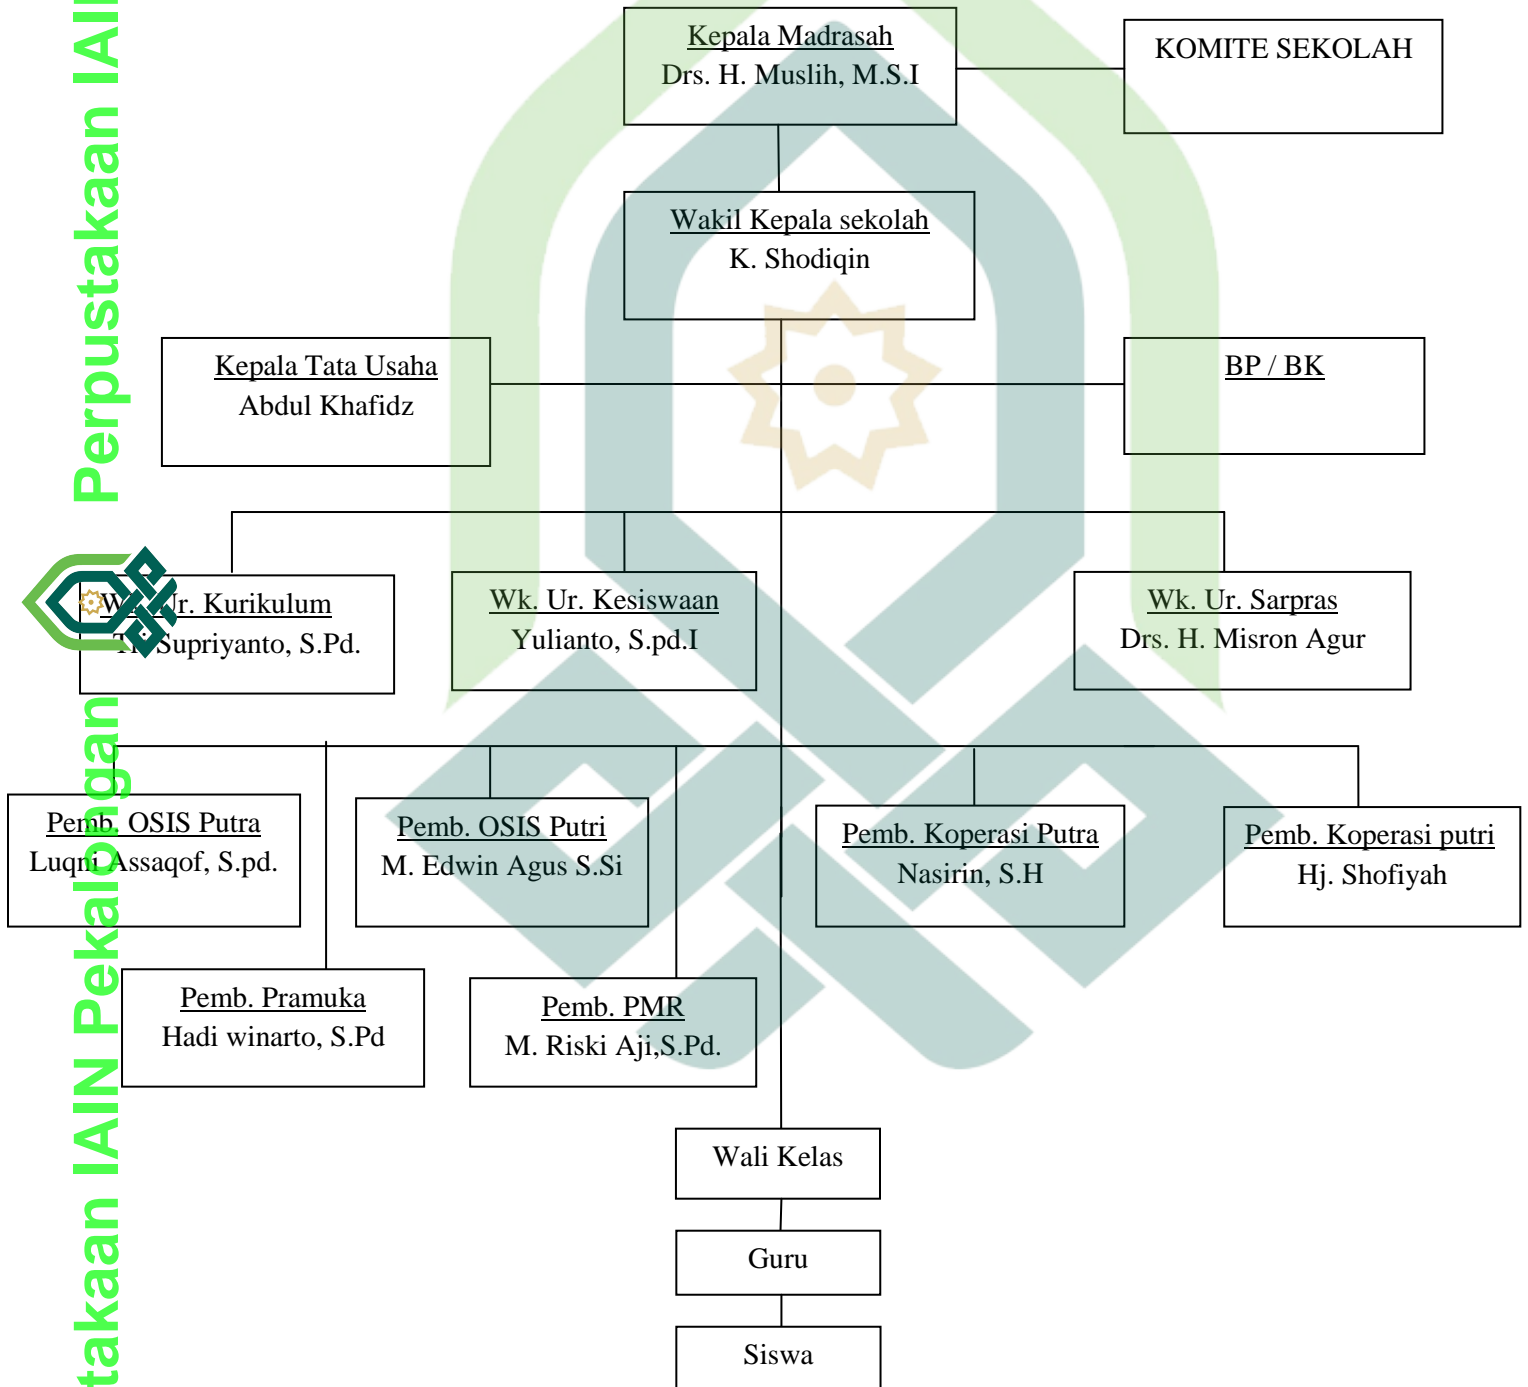 Kepala Madrasah
Drs. H. Muslih, M.S.I
KOMITE SEKOLAH
Wakil Kepala sekolah
K. Shodiqin
Kepala Tata Usaha
Abdul Khafidz
BP / BK
Ur. Kurikulum
Supriyanto, S.Pd.
Wk. Ur. Kesiswaan
Yulianto, S.pd.I
Wk. Ur. Sarpras
Drs. H. Misron Agur
Pemb. OSIS Putra
Luqni Assaqof, S.pd.
Pemb. OSIS Putri
M. Edwin Agus S.Si
Pemb. Koperasi Putra
Nasirin, S.H
Pemb. Koperasi putri
Hj. Shofiyah
Pemb. Pramuka
Hadi winarto, S.Pd
Pemb. PMR
M. Riski Aji,S.Pd.
Wali Kelas
Guru
Siswa
takaan IAIN Pekalongan
Perpustakaan IAI